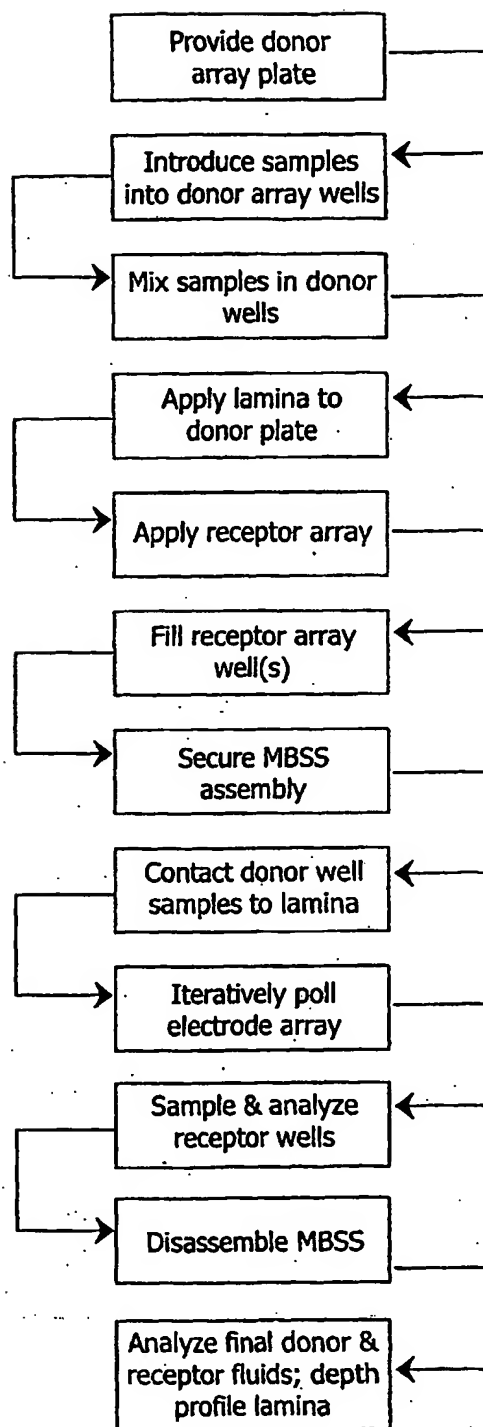 Provide donor
array plate
Introduce samples
into donor array wells
Mix samples in donor
wells
Apply lamina to
donor plate
Apply receptor array
Fill receptor array
well(s)
Secure MBSS
assembly
Contact donor well
samples to lamina
Iteratively poll
electrode array
Sample & analyze
receptor wells
Disassemble MBSS
Analyze final donor &
receptor fluids; depth
profile lamina